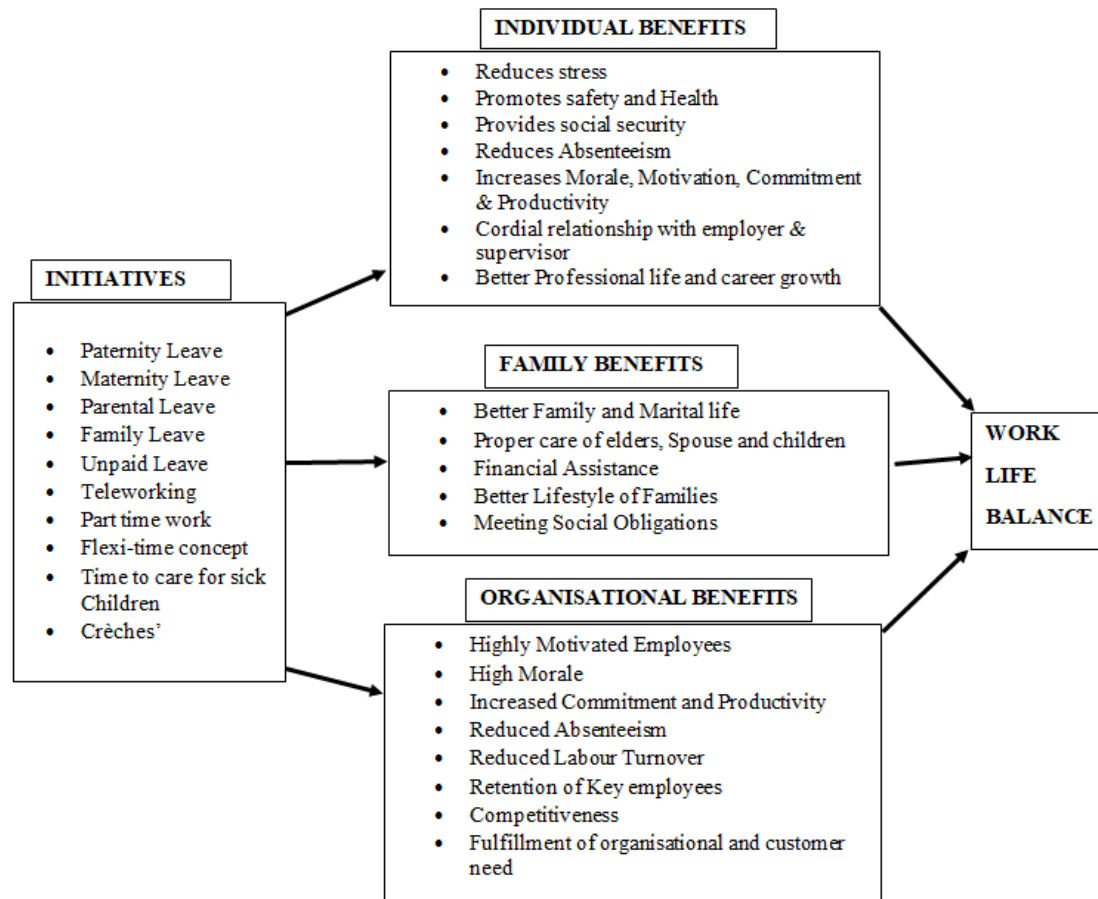 INITIATIVES
• Paternity Leave
• Maternity Leave
• Parental Leave
• Family Leave
• Unpaid Leave
• Teleworking
• Part time work
• Flexi-time concept
• Time to care for sick
Children
• Crèches’
INDIVIDUAL BENEFITS
• Reduces stress
• Promotes safety and Health
• Provides social security
• Reduces Absenteeism
• Increases Morale, Motivation, Commitment
& Productivity
• Cordial relationship with employer &
supervisor
• Better Professional life and career growth
FAMILY BENEFITS
• Better Family and Marital life
• Proper care of elders, Spouse and children
• Financial Assistance
• Better Lifestyle of Families
• Meeting Social Obligations
ORGANISATIONAL BENEFITS
• Highly Motivated Employees
• High Morale
• Increased Commitment and Productivity
• Reduced Absenteeism
• Reduced Labour Turnover
• Retention of Key employees
• Competitiveness
• Fulfillment of organisational and customer
need
WORK
LIFE
BALANCE